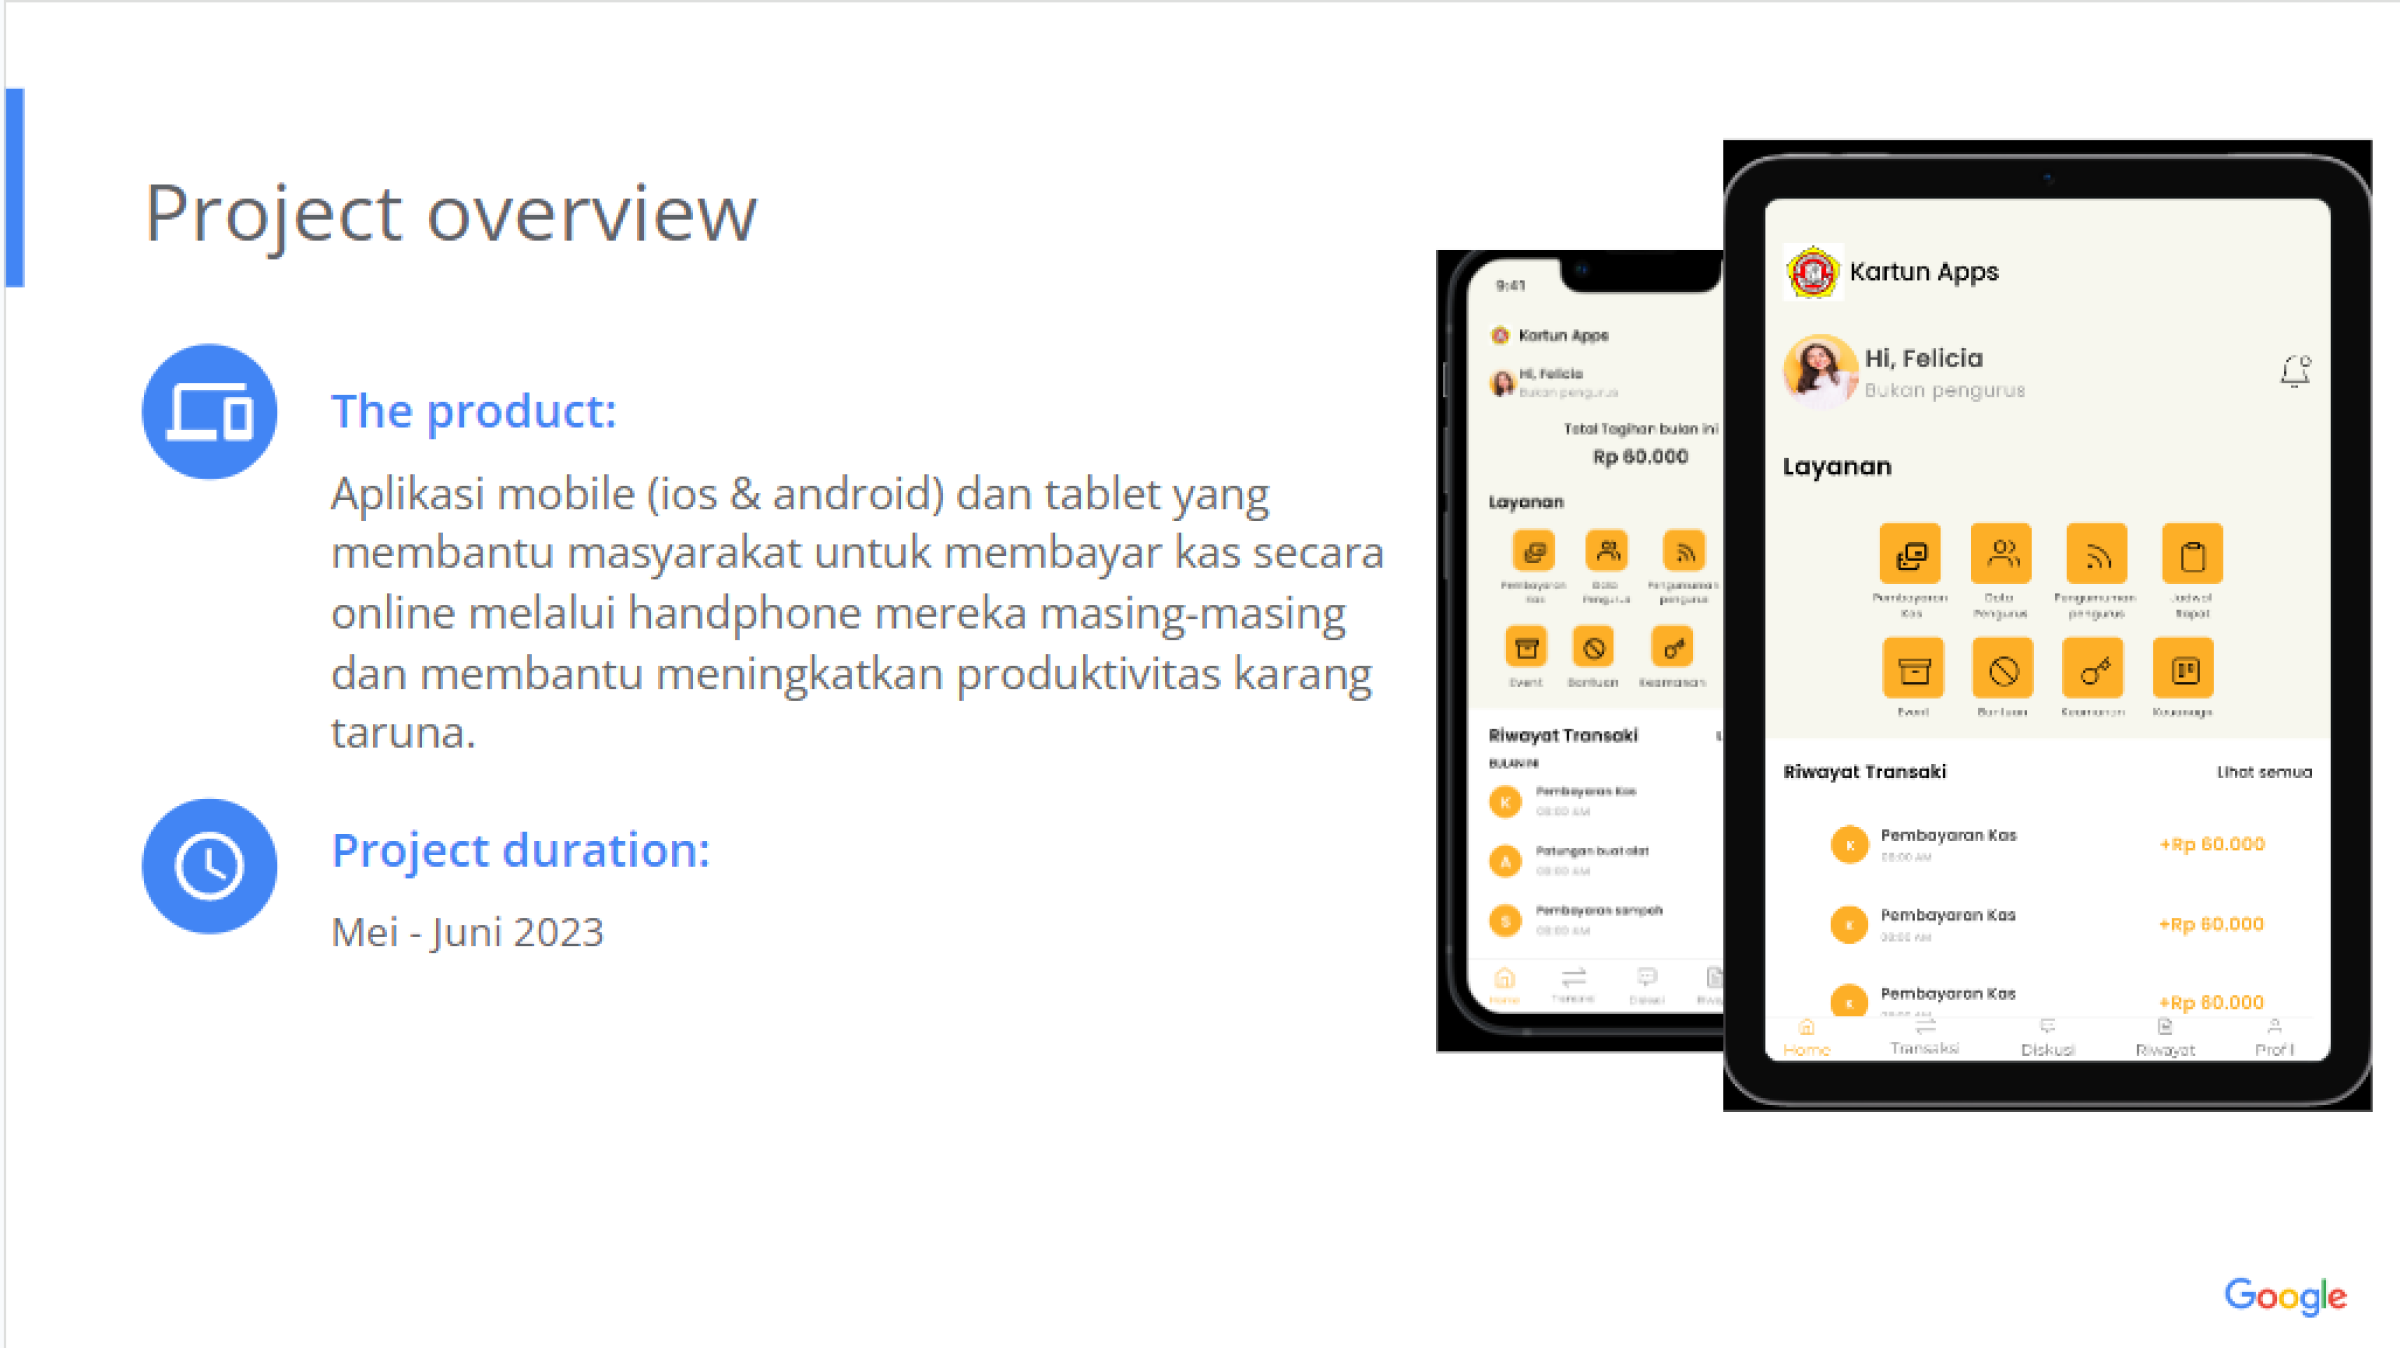 Project overview
The product:
Aplikasi mobile (ios & android) dan tablet yang
membantu masyarakat untuk membayar kas secara
online melalui handphone mereka masing-masing
dan membantu meningkatkan produktivitas karang
taruna.
Project duration:
Mei - Juni 2023
9:41
Kartun Apps
Hi, Felicia
Bukan pengurus
Total Tagihan bulan ini
Rp 60.000
Layanan
Pembayaran Data Pengumuman
Kas Pengurus pengurus
Event Bantuan Keamanan
Riwayat Transaki
BULAN INI
K Pembayaran Kas
08:00 AM
A Patungan buat alat
08:00 AM
S Pembayaran sampah
08:00 AM
Home Transaksi Diskusi
Kartun Apps
Hi, Felicia
Bukan pengurus
Layanan
Pembayaran Data Pengumuman Jadwal
Kas Pengurus pengurus Rapat
Event Bantuan Keamanan
Riwayat Transaki Lihat semua
K Pembayaran Kas +Rp 60.000
08:00 AM
K Pembayaran Kas +Rp 60.000
08:00 AM
K Pembayaran Kas +Rp 60.000
Home Transaksi Diskusi Riwayat Profil
Google